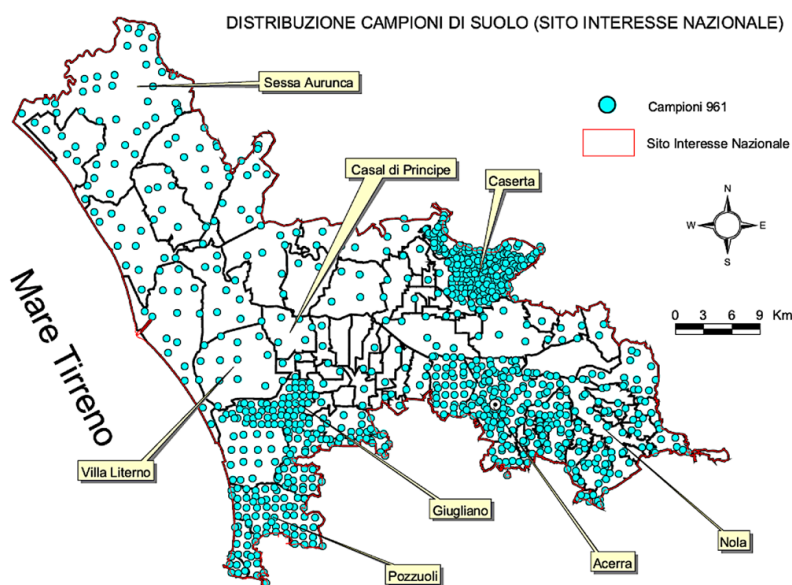 DISTRIBUZIONE CAMPIONI DI SUOLO (SITO INTERESSE NAZIONALE)
Sessa Aurunca
Campioni 961
Sito Interesse Nazionale
Casal di Principe
Caserta
N
W E
S
Mare Tirreno
0 3 6 9 Km
Villa Literno
Giugliano
Nola
Acerra
Pozzuoli